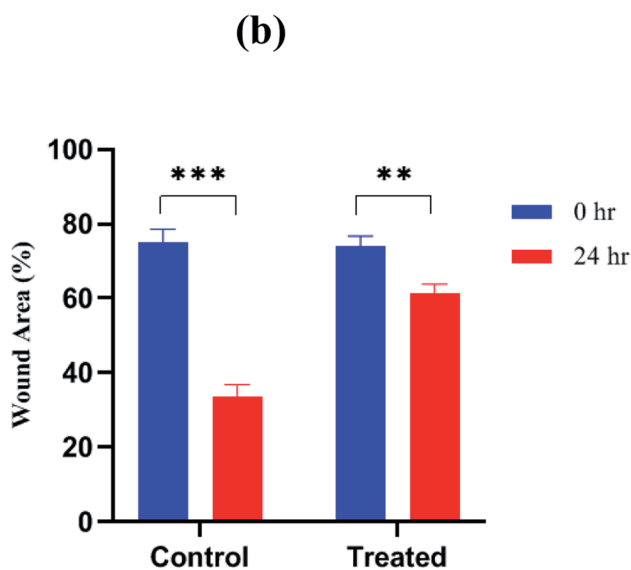 (b)
Wound Area (%)
100
80
60
40
20
0
***
**
0 hr
24 hr
Control
Treated